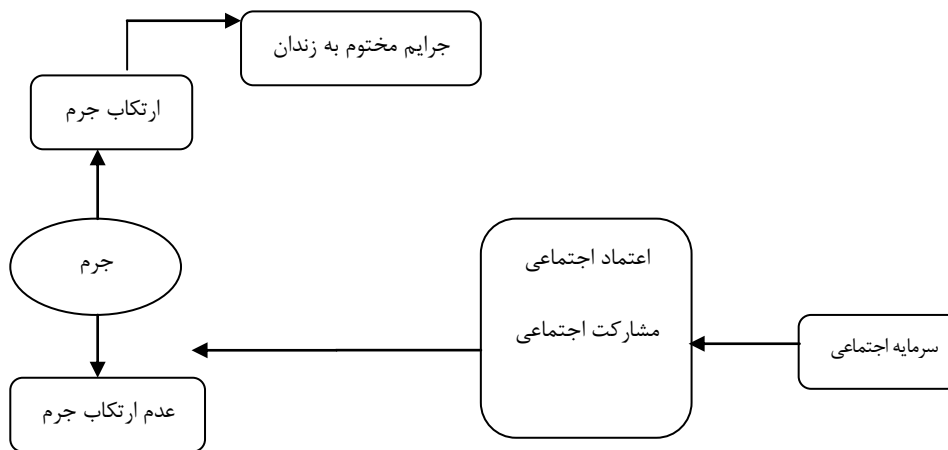 جرایم مختوم به زندان
ارتکاب جرم
جرم
اعتماد اجتماعی
مشارکت اجتماعی
سرمایه اجتماعی
عدم ارتکاب جرم